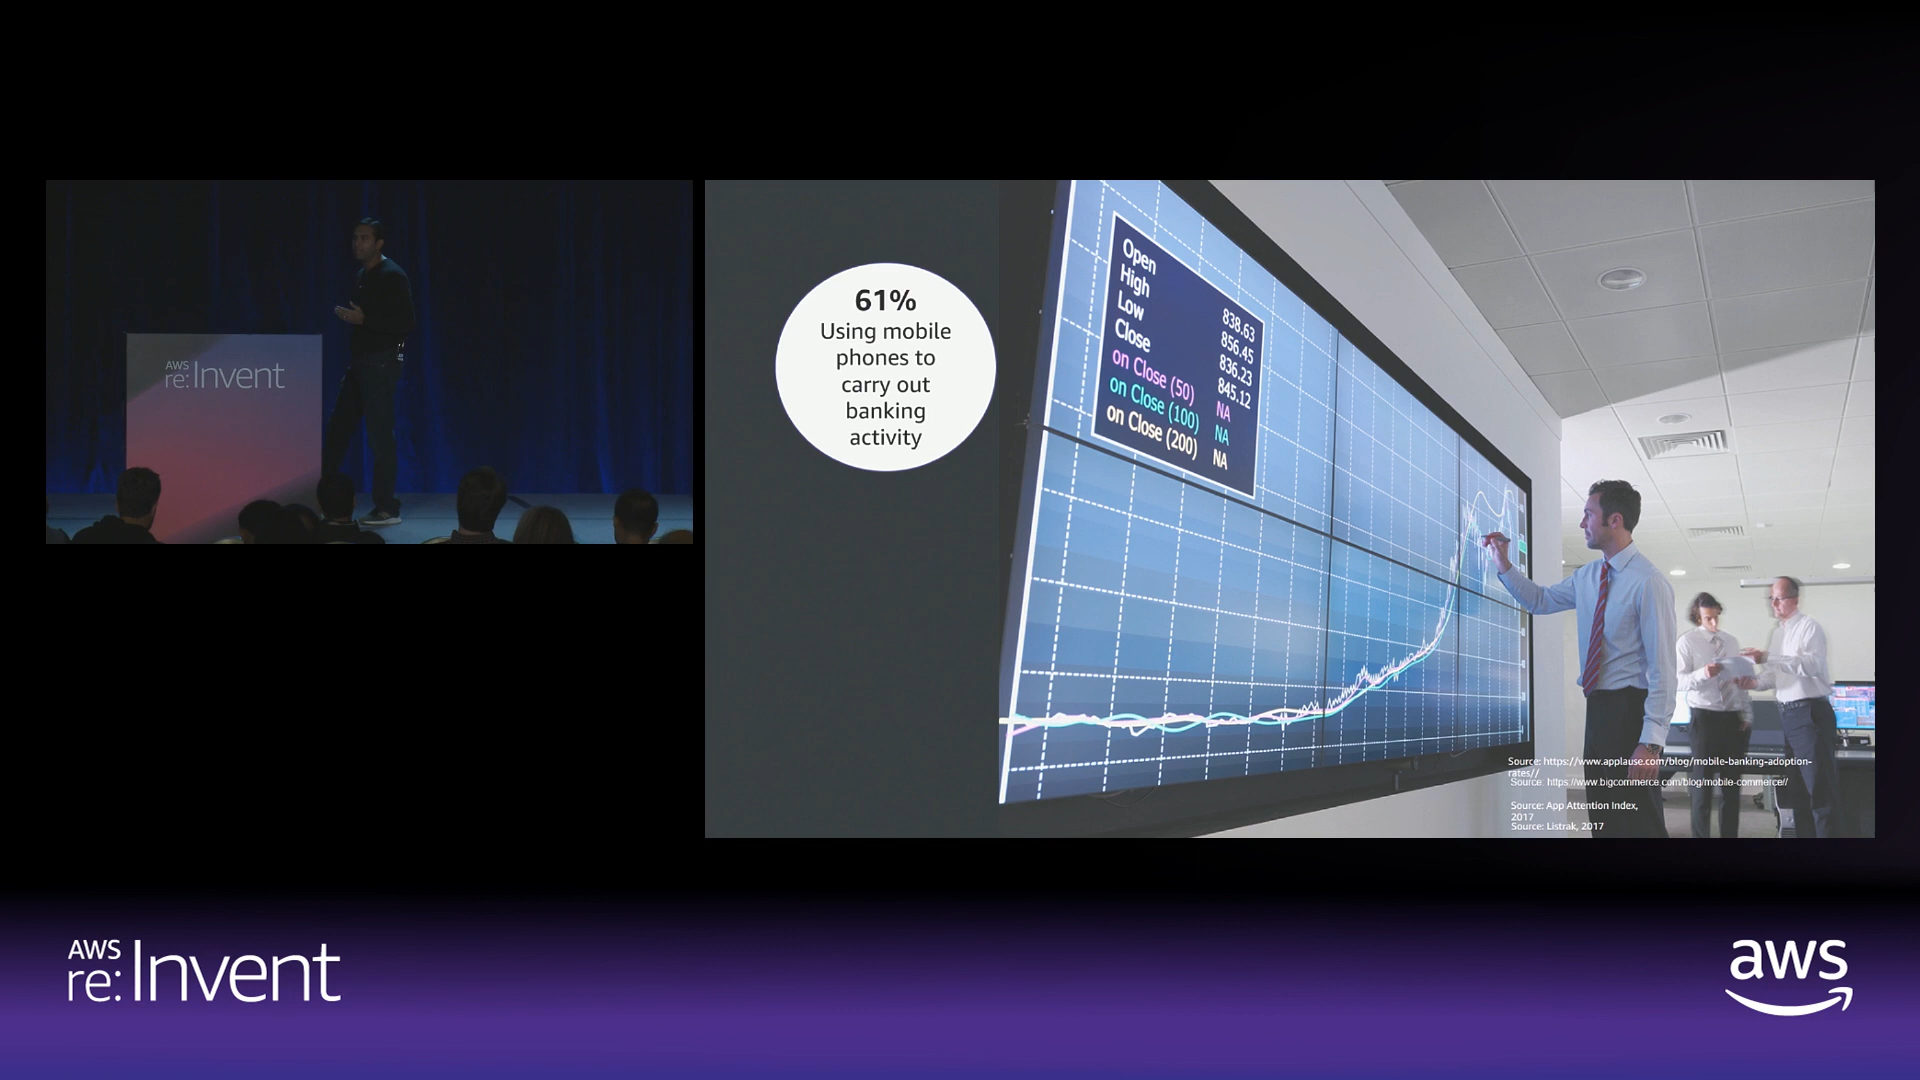 AWS
re:Invent
61%
Using mobile
phones to
carry out
banking
activity
Open 838.63
High 856.45
Low 836.23
Close 845.12
on Close (50) NA
on Close (100) NA
on Close (200) NA
Source: https://www.applause.com/blog/mobile-banking-adoption-
rates//
Source: https://www.bigcommerce.com/blog/mobile-commerce//
Source: App Attention Index,
2017
Source: Listrak, 2017
AWS
re:Invent
aws